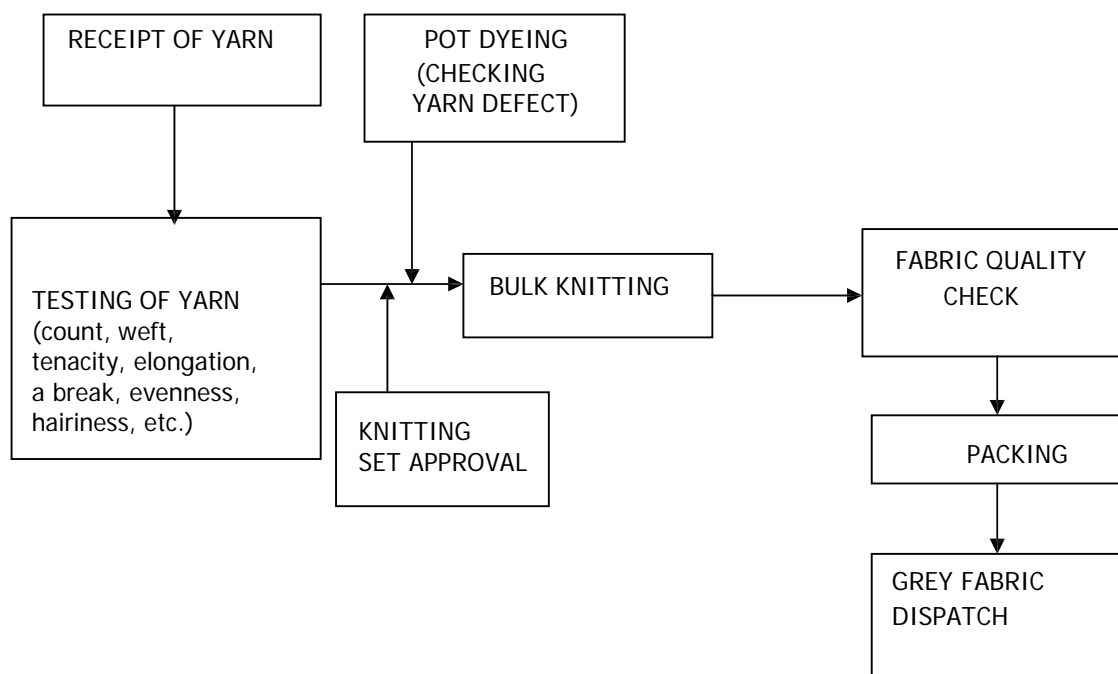 RECEIPT OF YARN
POT DYEING
(CHECKING
YARN DEFECT)
TESTING OF YARN
(count, weft,
tenacity, elongation,
a break, evenness,
hairiness, etc.)
KNITTING
SET APPROVAL
BULK KNITTING
FABRIC QUALITY
CHECK
PACKING
GREY FABRIC
DISPATCH